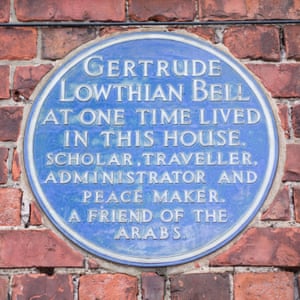 GERTRUDE
LOWTHIAN BELL
AT ONE TIME LIVED
IN THIS HOUSE.
SCHOLAR, TRAVELLER,
ADMINISTRATOR AND
PEACE MAKER.
A FRIEND OF THE
ARABS.